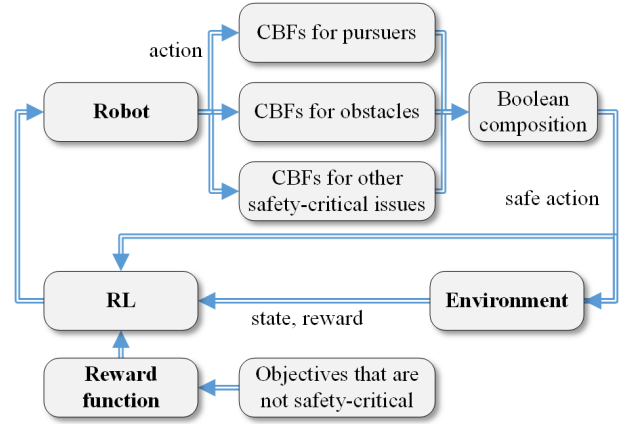 CBFs for pursuers
action
Robot
CBFs for obstacles
Boolean
composition
CBFs for other
safety-critical issues
safe action
RL
Environment
state, reward
Reward
function
Objectives that are
not safety-critical